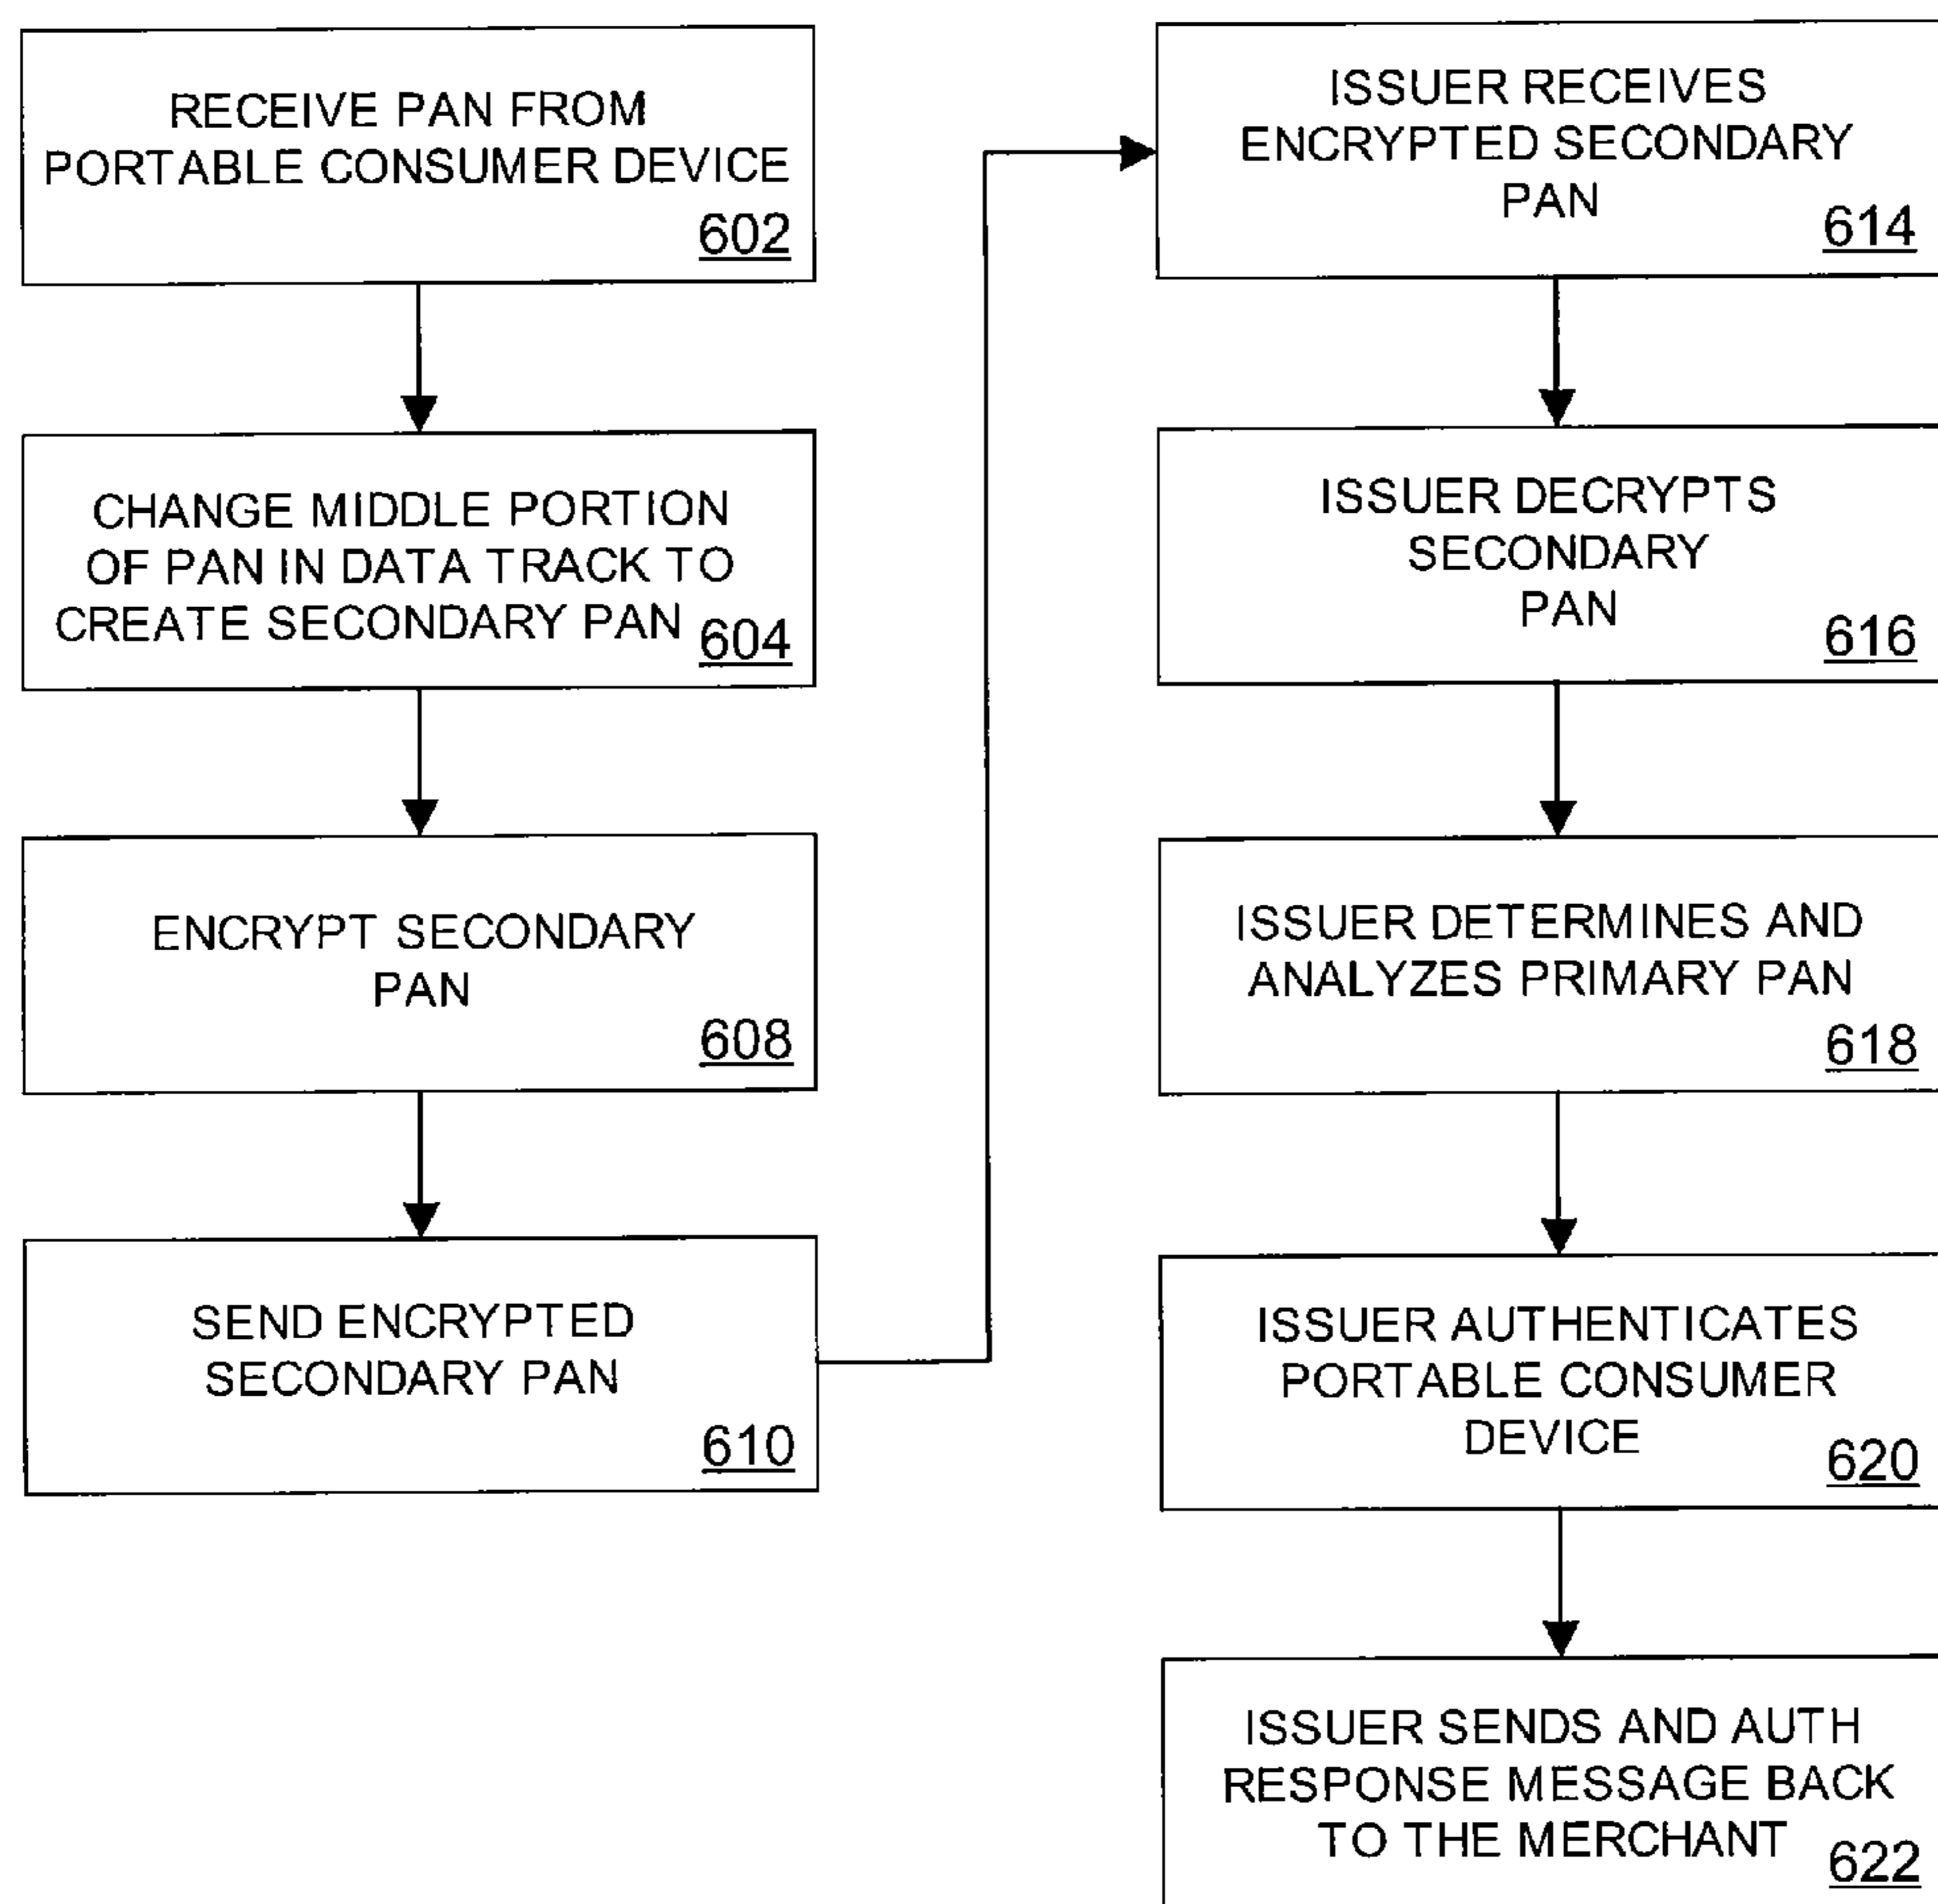 RECEIVE PAN FROM
PORTABLE CONSUMER DEVICE
602
CHANGE MIDDLE PORTION
OF PAN IN DATA TRACK TO
CREATE SECONDARY PAN
604
ENCRYPT SECONDARY
PAN
608
SEND ENCRYPTED
SECONDARY PAN
610
ISSUER RECEIVES
ENCRYPTED SECONDARY
PAN
614
ISSUER DECRYPTS
SECONDARY
PAN
616
ISSUER DETERMINES AND
ANALYZES PRIMARY PAN
618
ISSUER AUTHENTICATES
PORTABLE CONSUMER
DEVICE
620
ISSUER SENDS AND AUTH
RESPONSE MESSAGE BACK
TO THE MERCHANT
622